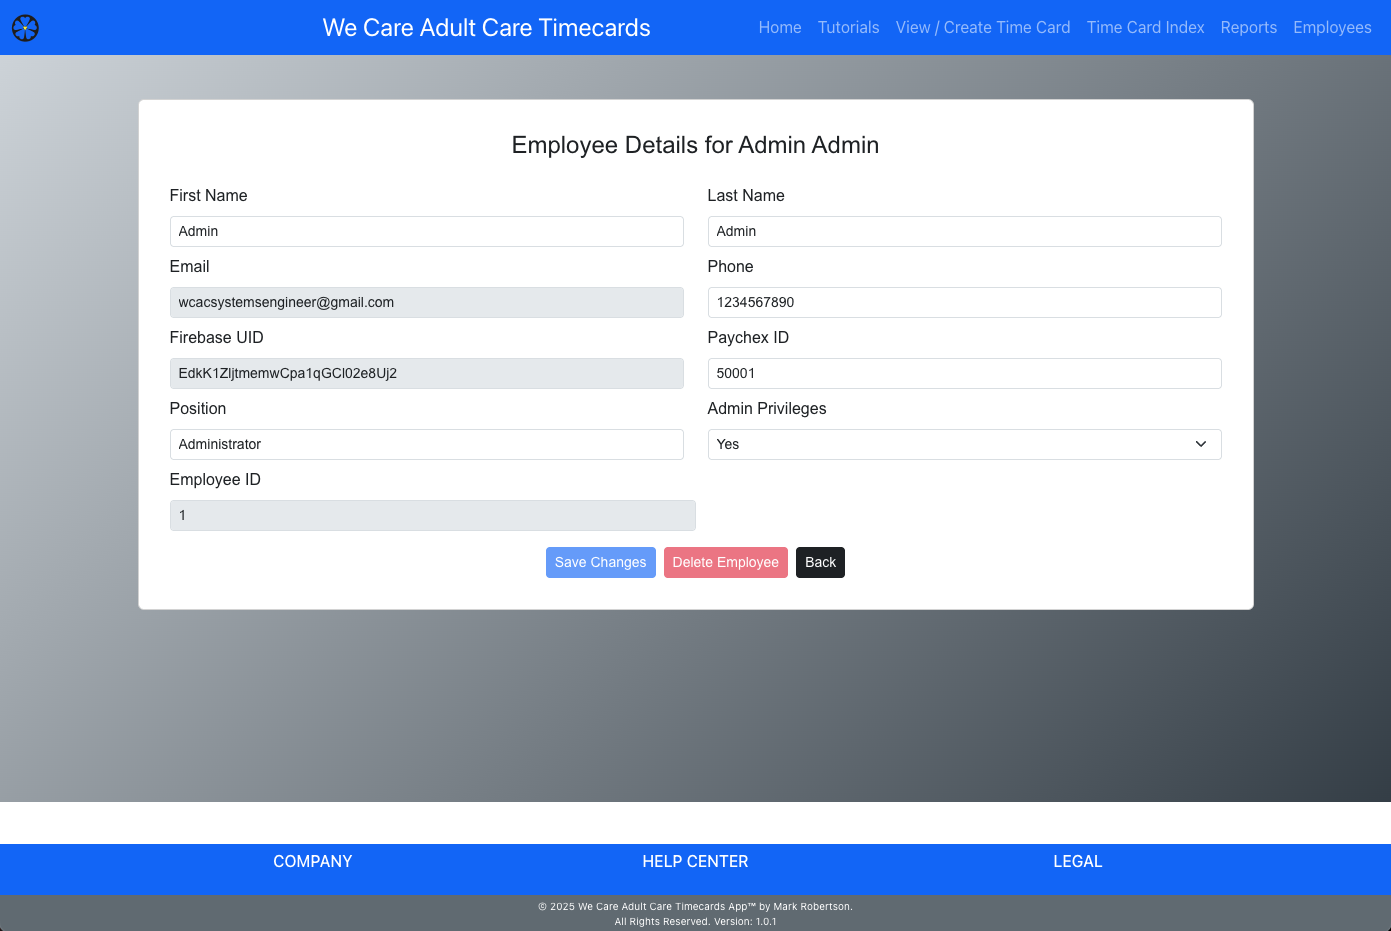 We Care Adult Care Timecards
Home Tutorials View / Create Time Card Time Card Index Reports Employees
Employee Details for Admin Admin
First Name Last Name
Admin Admin
Email Phone
wcacsystemsengineer@gmail.com 1234567890
Firebase UID Paychex ID
EdkK1ZljtmemwCpa1qGCl02e8Uj2 50001
Position Admin Privileges
Administrator Yes
Employee ID
1
Save Changes Delete Employee Back
COMPANY HELP CENTER LEGAL
© 2025 We Care Adult Care Timecards App™ by Mark Robertson.
All Rights Reserved. Version: 1.0.1